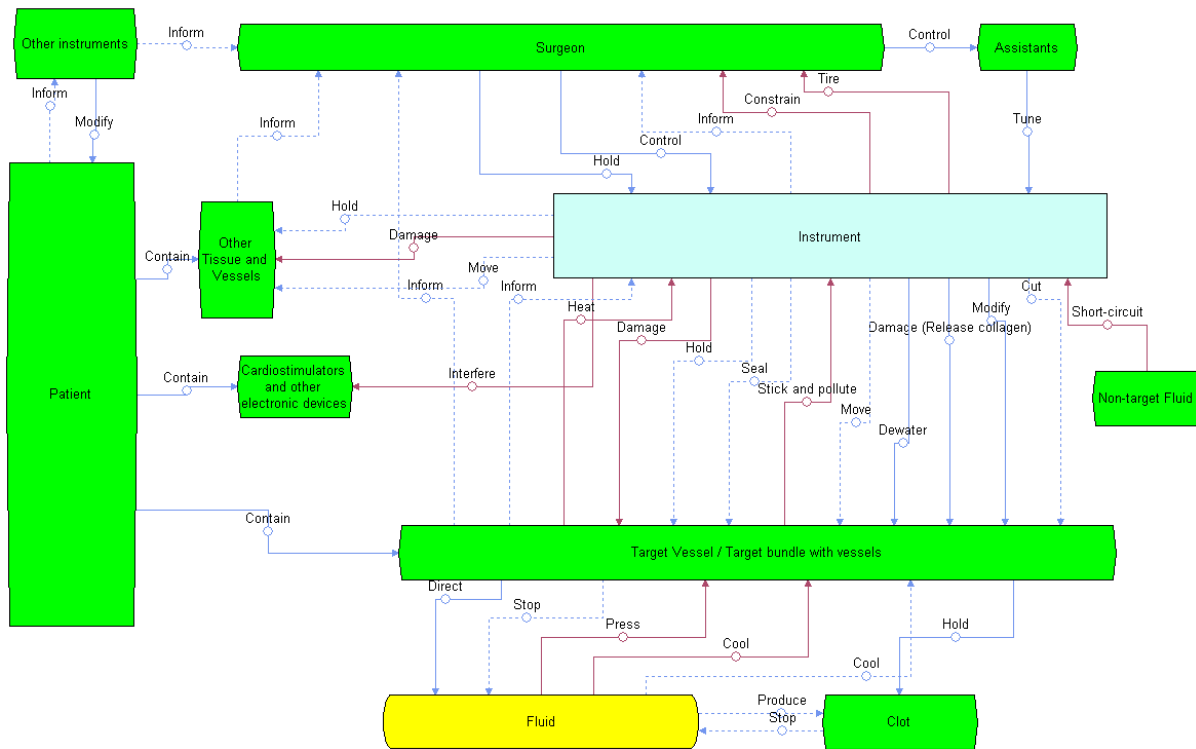 Other instruments
Inform
Surgeon
Control
Assistants
Inform
Modify
Inform
Constrain
Inform
Tire
Tune
Control
Hold
Hold
Damage
Other
Tissue and
Vessels
Instrument
Contain
Move
Inform
Inform
Heat
Damage
Hold
Seal
Stick and pollute
Move
Dewater
Damage (Release collagen)
Modify
Cut
Short-circuit
Cardiostimulators
and other
electronic devices
Interfere
Contain
Patient
Non-target Fluid
Contain
Target Vessel / Target bundle with vessels
Direct
Stop
Press
Cool
Cool
Hold
Fluid
Produce
Stop
Clot